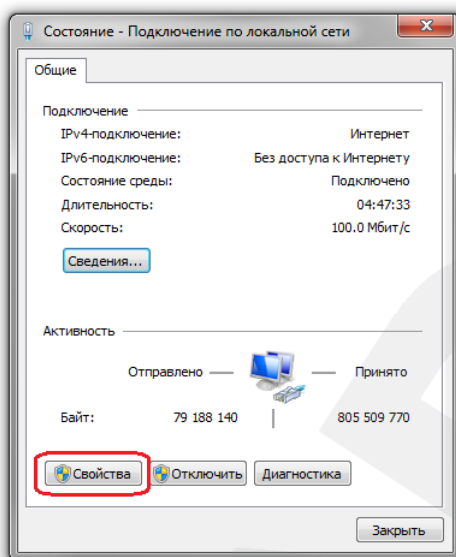 Состояние - Подключение по локальной сети
Общие
Подключение
IPv4-подключение: Интернет
IPv6-подключение: Без доступа к Интернету
Состояние среды: Подключено
Длительность: 04:47:33
Скорость: 100.0 Мбит/с
Сведения...
Активность
Отправлено — — Принято
Байт: 79 188 140 805 509 770
Свойства Отключить Диагностика
Закрыть